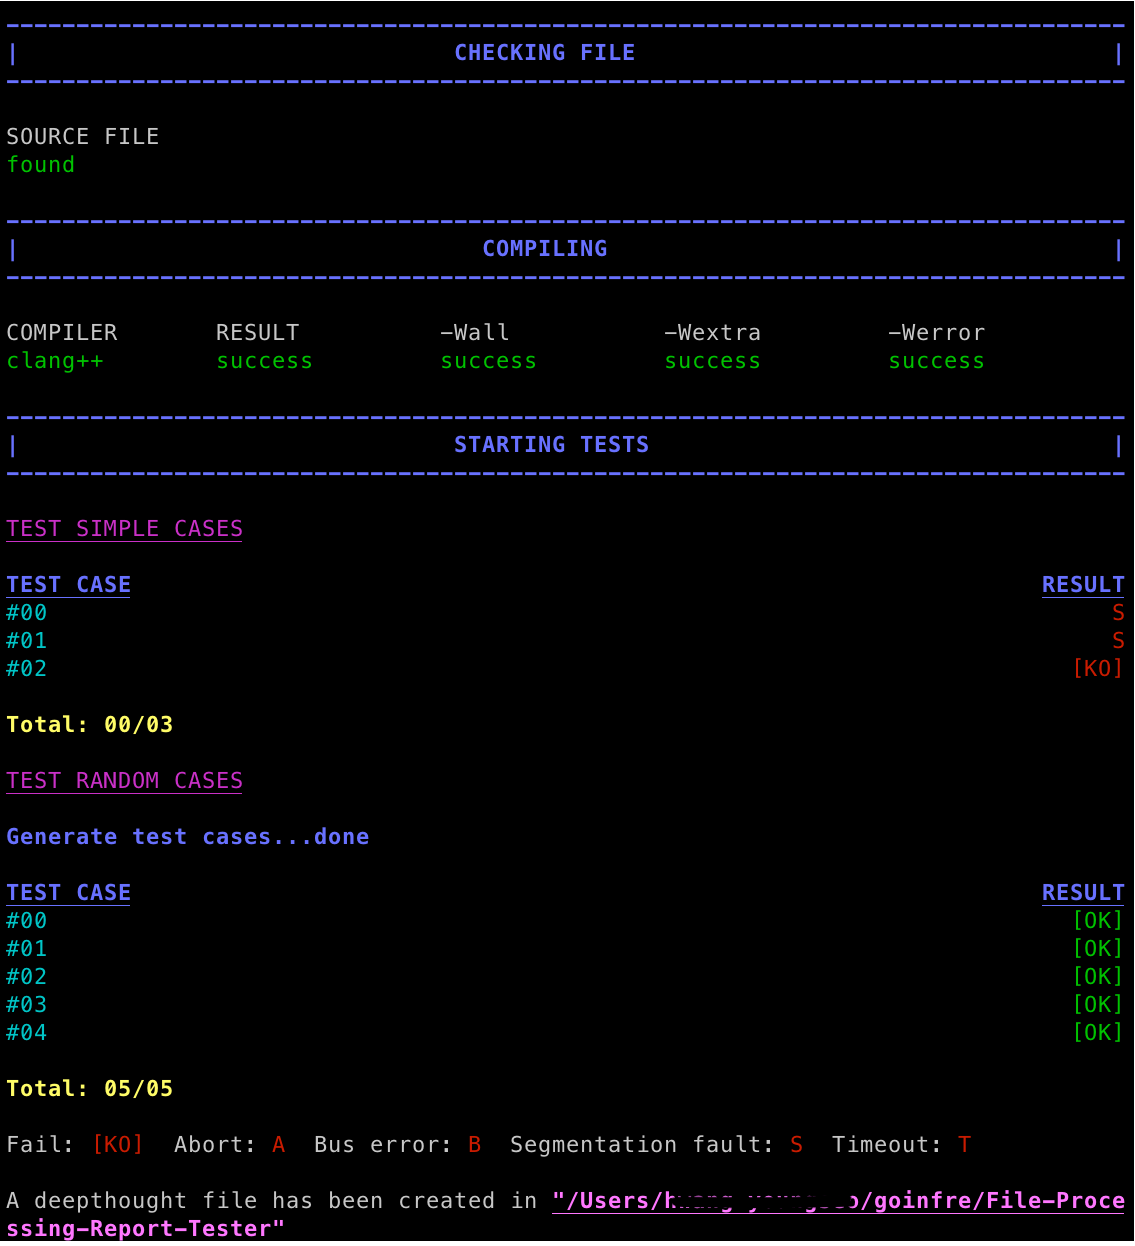 CHECKING FILE
SOURCE FILE
found
COMPILING
COMPILER RESULT -Wall -Wextra -Werror
clang++ success success success success
STARTING TESTS
TEST SIMPLE CASES
TEST CASE RESULT
#00 S
#01 S
#02 [KO]
Total: 00/03
TEST RANDOM CASES
Generate test cases...done
TEST CASE RESULT
#00 [OK]
#01 [OK]
#02 [OK]
#03 [OK]
#04 [OK]
Total: 05/05
Fail: [KO] Abort: A Bus error: B Segmentation fault: S Timeout: T
A deepthought file has been created in "/Users/ /goinfre/File-Proce
ssing-Report-Tester"